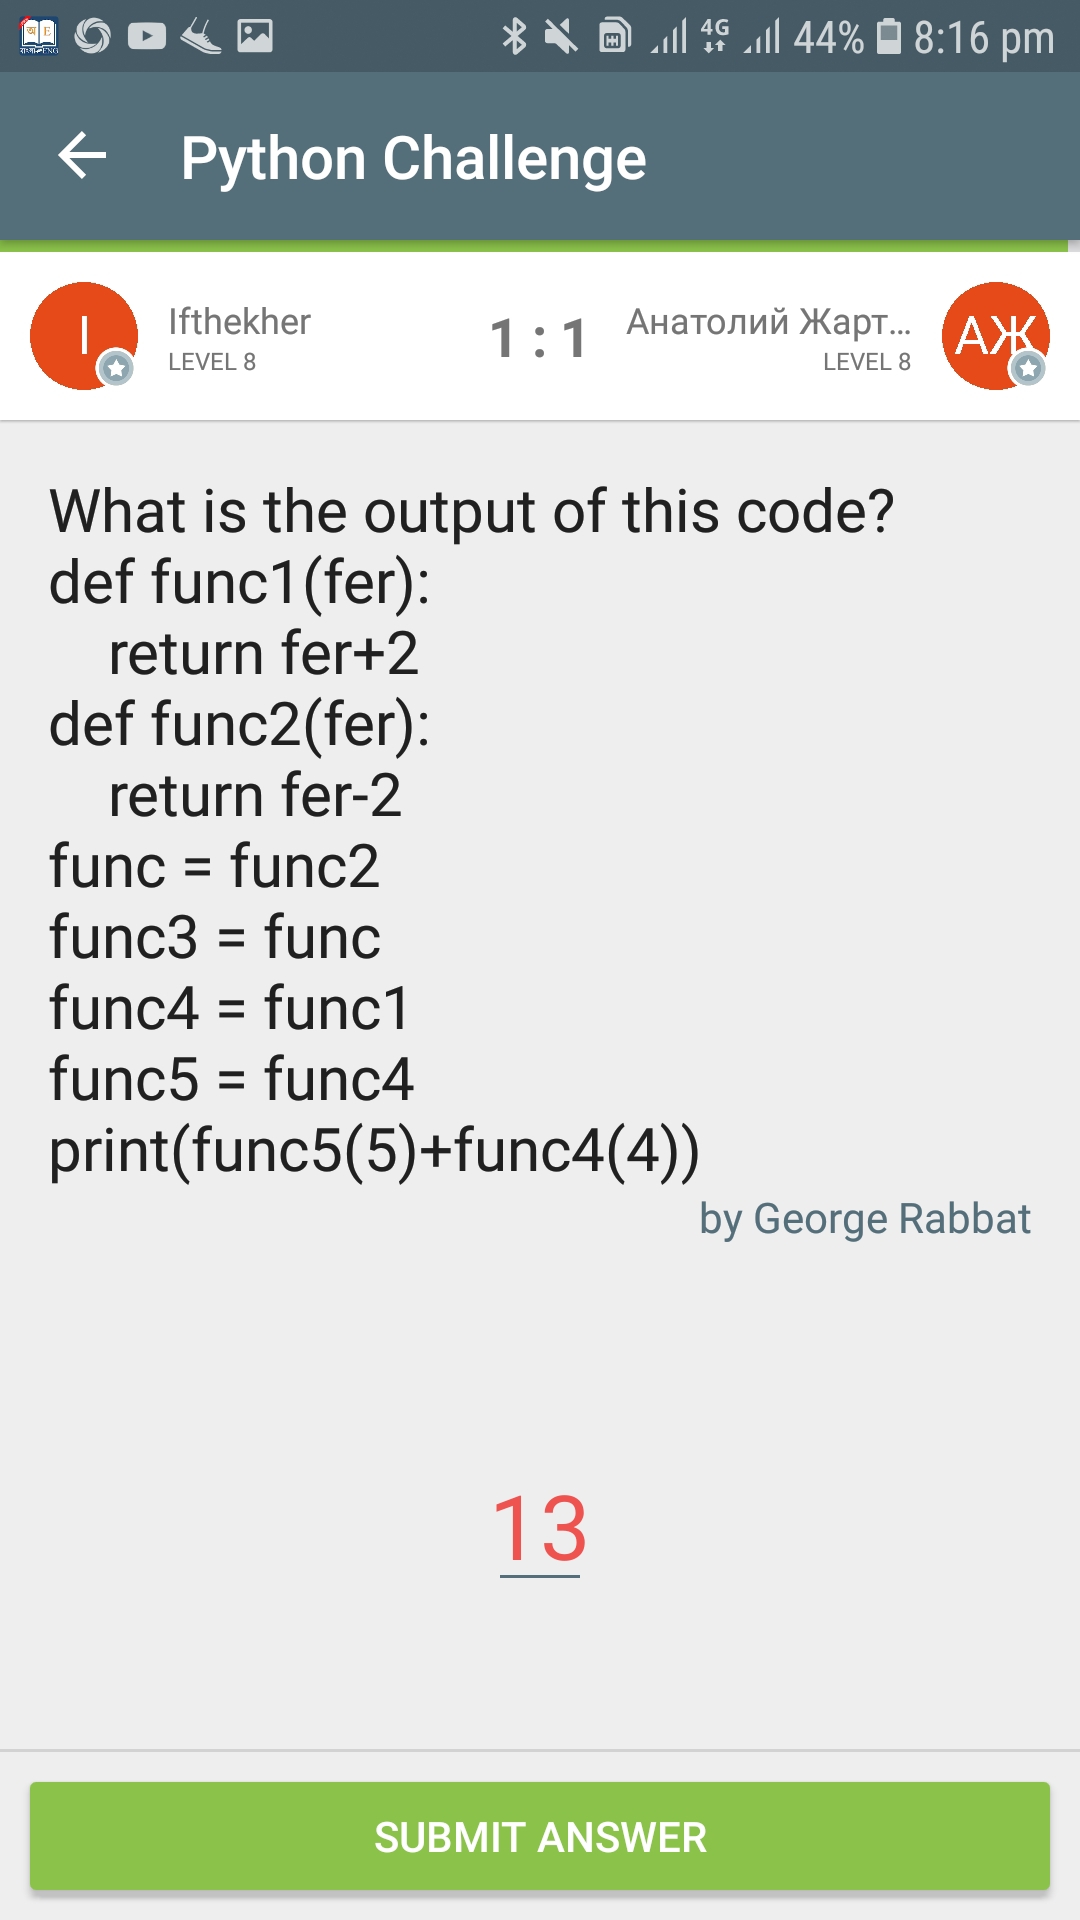 4G 44% 8:16 pm
Python Challenge
I Ifthekher 1 : 1 Анатолий Жарт... АЖ
LEVEL 8 LEVEL 8
What is the output of this code?
def func1(fer):
    return fer+2
def func2(fer):
    return fer-2
func = func2
func3 = func
func4 = func1
func5 = func4
print(func5(5)+func4(4))
by George Rabbat
13
SUBMIT ANSWER